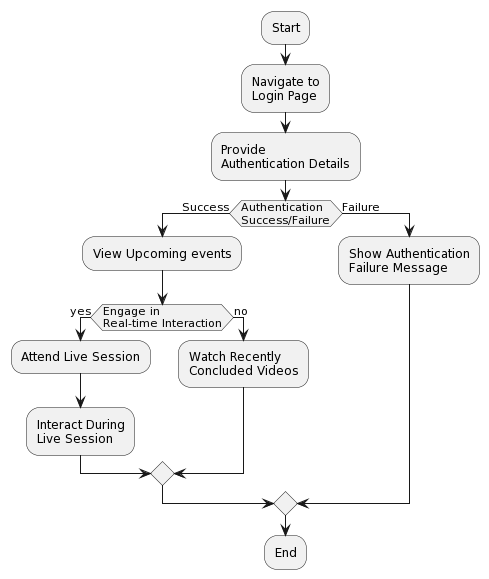 Start
Navigate to
Login Page
Provide
Authentication Details
Success
Authentication
Success/Failure
Failure
View Upcoming events
Show Authentication
Failure Message
yes
Engage in
Real-time Interaction
no
Attend Live Session
Watch Recently
Concluded Videos
Interact During
Live Session
End